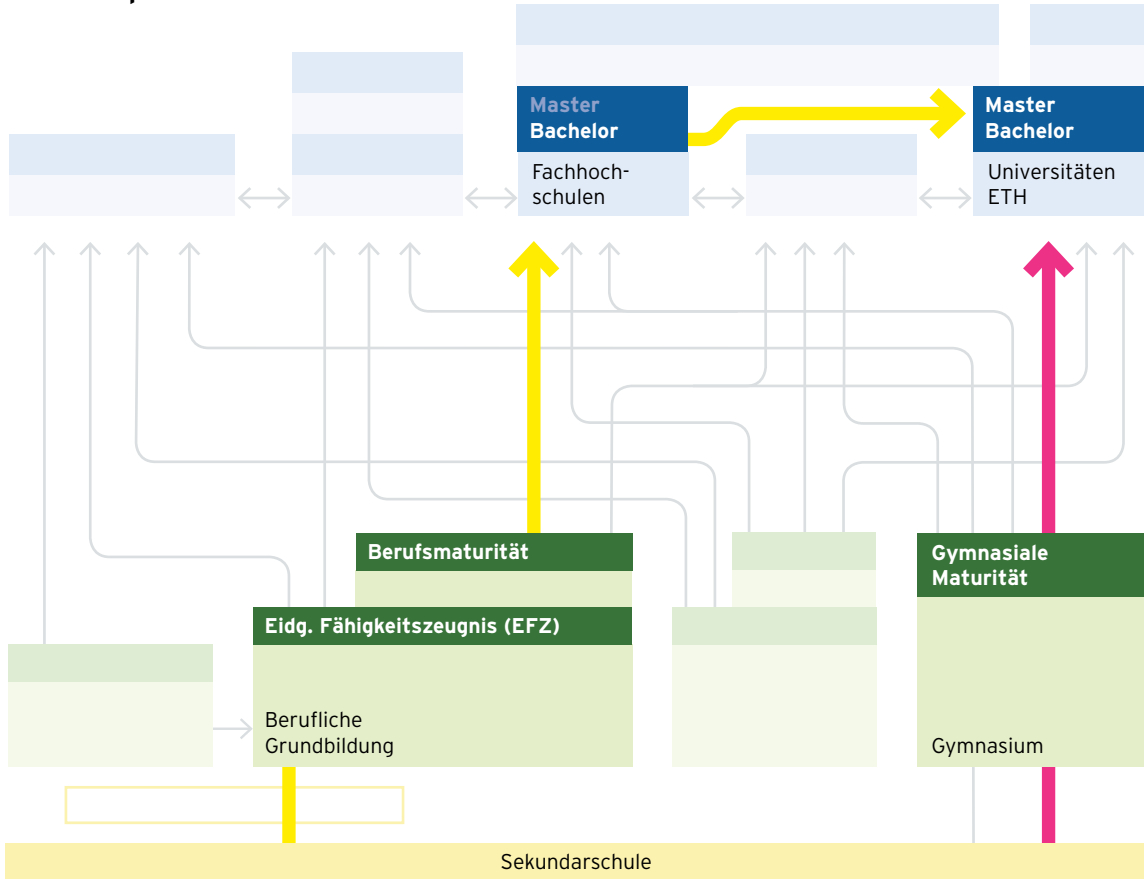 Master
Bachelor
Fachhoch-
schulen
Master
Bachelor
Universitäten
ETH
Berufsmaturität
Gymnasiale
Maturität
Eidg. Fähigkeitszeugnis (EFZ)
Berufliche
Grundbildung
Gymnasium
Sekundarschule